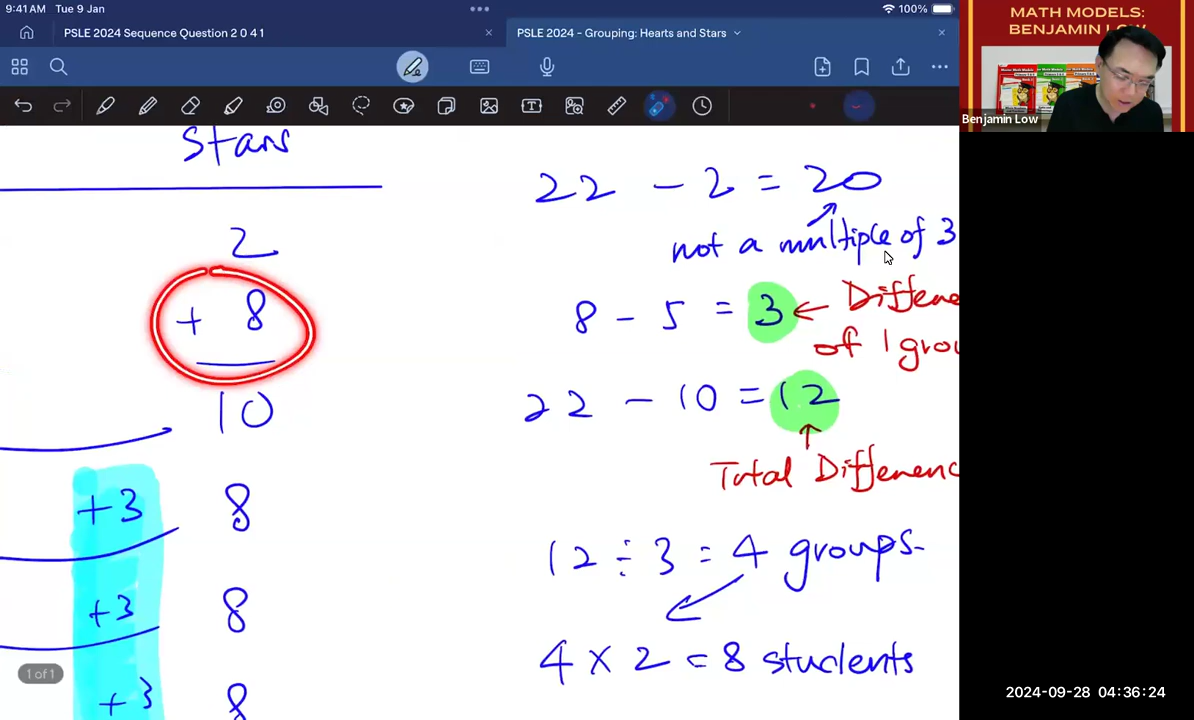 9:41 AM Tue 9 Jan
100%
PSLE 2024 Sequence Question 2 0 4 1
PSLE 2024 - Grouping: Hearts and Stars
MATH MODELS:
BENJAMIN LOW
Benjamin Low
Stars
2
+ 8
10
+3 8
+3 8
+3 8
22 - 2 = 20
not a multiple of 3
8 - 5 = 3 ← Differen
of 1 grou
22 - 10 = 12
Total Differenc
12 ÷ 3 = 4 groups.
4 × 2 = 8 students
1 of 1
2024-09-28 04:36:24